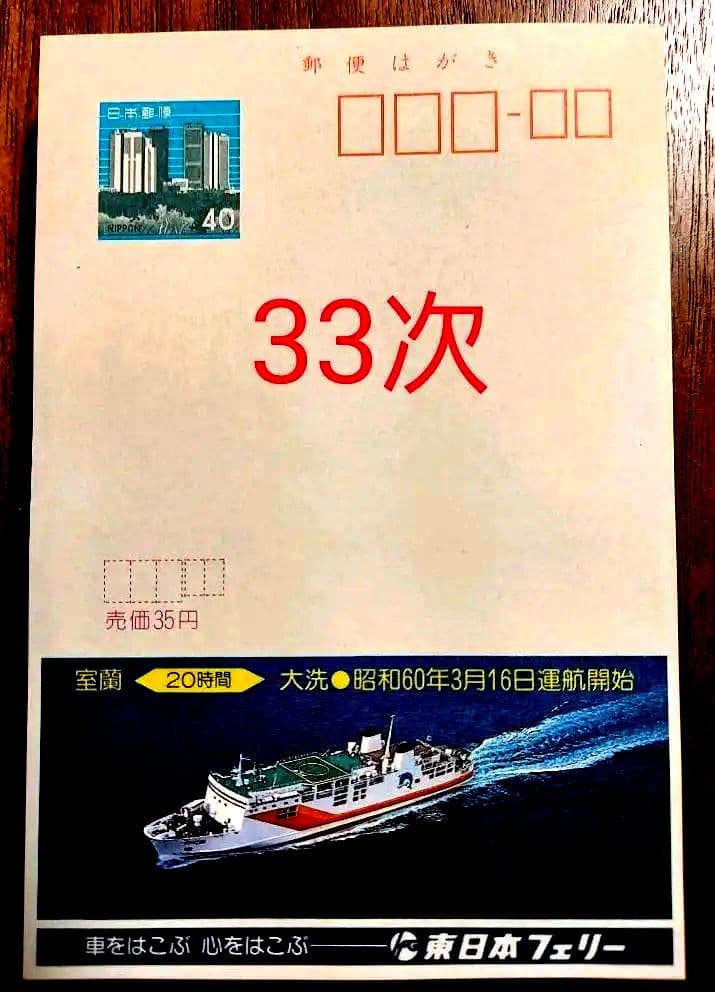 郵便はがき
日本郵便
NIPPON
40
33次
売価35円
室蘭 20時間 大洗●昭和60年3月16日運航開始
車をはこぶ 心をはこぶ── 東日本フェリー